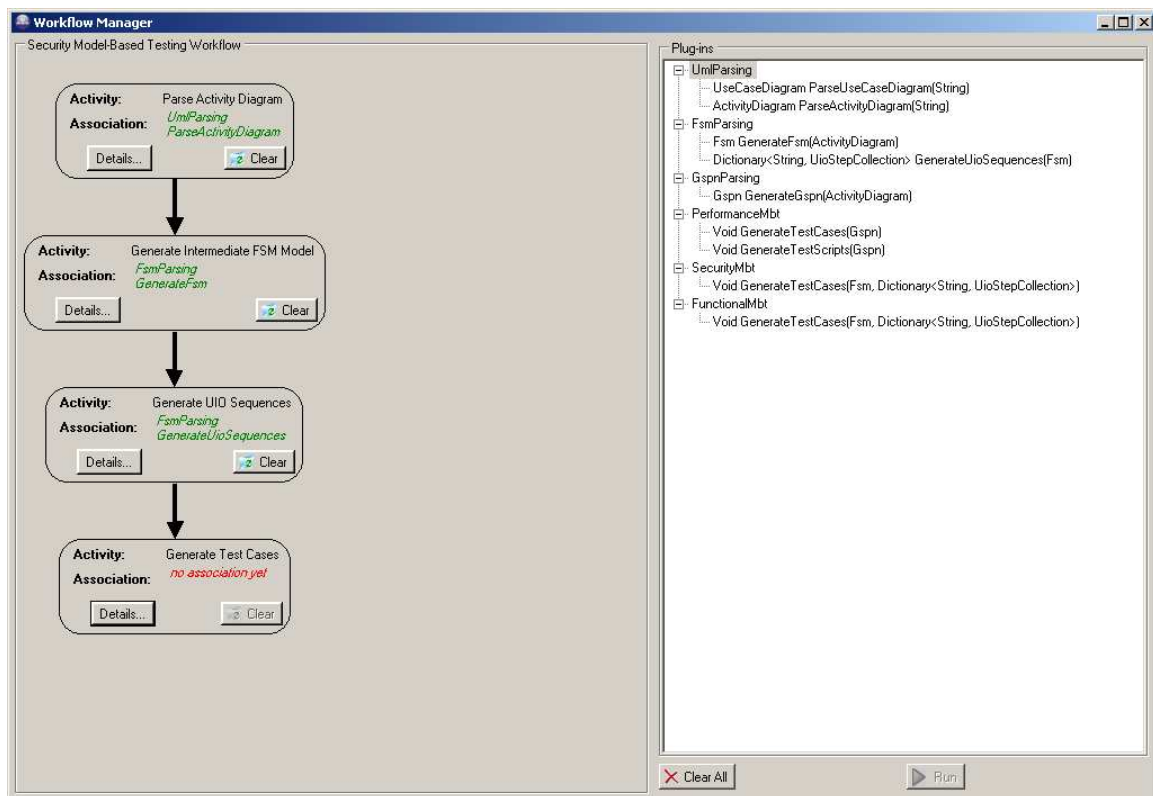 Workflow Manager
Security Model-Based Testing Workflow
Activity: Parse Activity Diagram
Association: UmlParsing
ParseActivityDiagram
Details... Clear
Activity: Generate Intermediate FSM Model
Association: FsmParsing
GenerateFsm
Details... Clear
Activity: Generate UIO Sequences
Association: FsmParsing
GenerateUioSequences
Details... Clear
Activity: Generate Test Cases
Association: no association yet
Details... Clear
Plug-ins
UmlParsing
UseCaseDiagram ParseUseCaseDiagram(String)
ActivityDiagram ParseActivityDiagram(String)
FsmParsing
Fsm GenerateFsm(ActivityDiagram)
Dictionary<String, UioStepCollection> GenerateUioSequences(Fsm)
GspnParsing
Gspn GenerateGspn(ActivityDiagram)
PerformanceMbt
Void GenerateTestCases(Gspn)
Void GenerateTestScripts(Gspn)
SecurityMbt
Void GenerateTestCases(Fsm, Dictionary<String, UioStepCollection>)
FunctionalMbt
Void GenerateTestCases(Fsm, Dictionary<String, UioStepCollection>)
Clear All Run